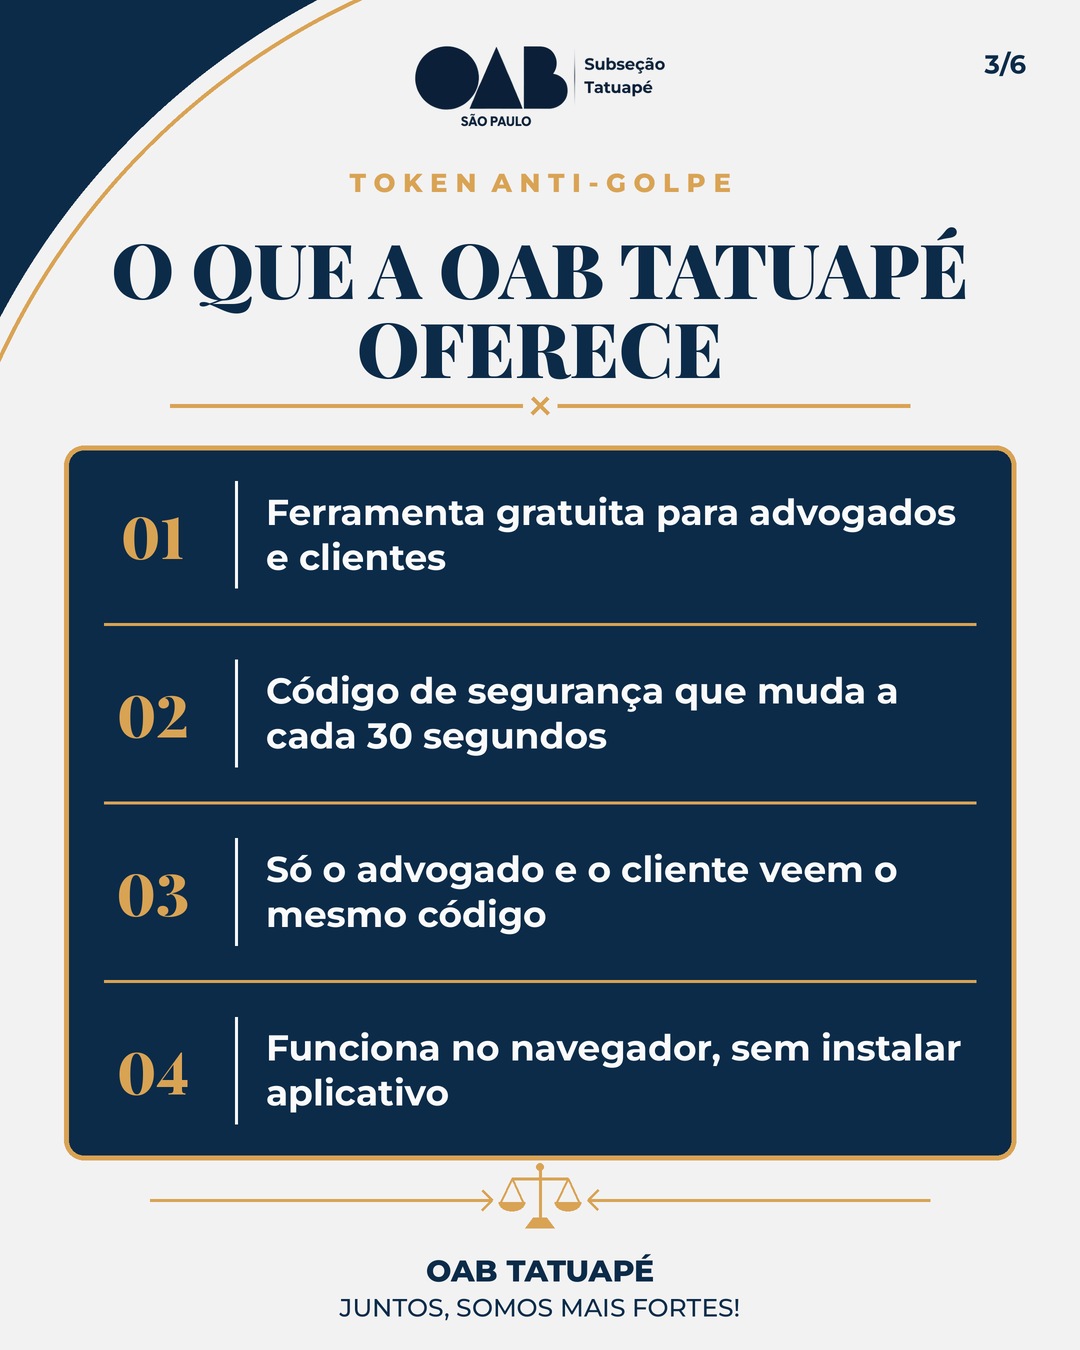 OAB
SÃO PAULO
Subseção
Tatuapé
3/6
TOKEN ANTI-GOLPE
O QUE A OAB TATUAPÉ
OFERECE
01
Ferramenta gratuita para advogados
e clientes
02
Código de segurança que muda a
cada 30 segundos
03
Só o advogado e o cliente veem o
mesmo código
04
Funciona no navegador, sem instalar
aplicativo
OAB TATUAPÉ
JUNTOS, SOMOS MAIS FORTES!